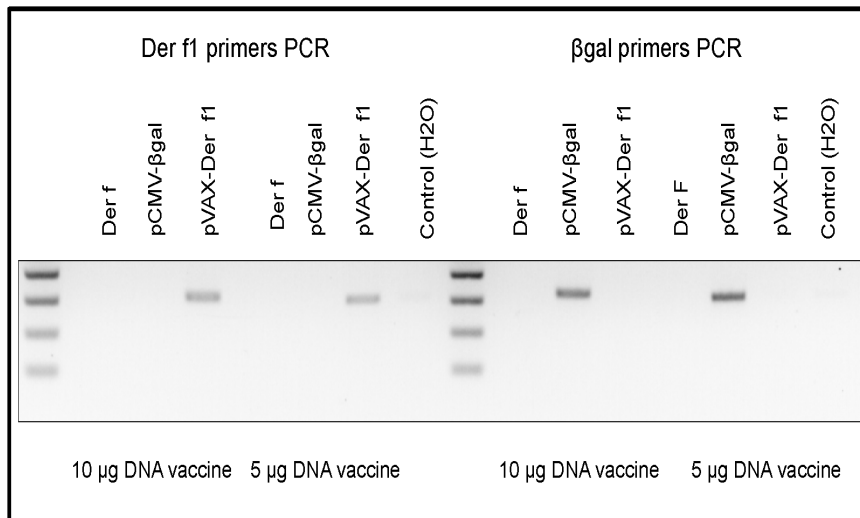 Der f1 primers PCR
βgal primers PCR
Der f
pCMV-βgal
pVAX-Der f1
Der f
pCMV-βgal
pVAX-Der f1
Control (H2O)
Der f
pCMV-βgal
pVAX-Der f1
Der F
pCMV-βgal
pVAX-Der f1
Control (H2O)
10 µg DNA vaccine
5 µg DNA vaccine
10 µg DNA vaccine
5 µg DNA vaccine